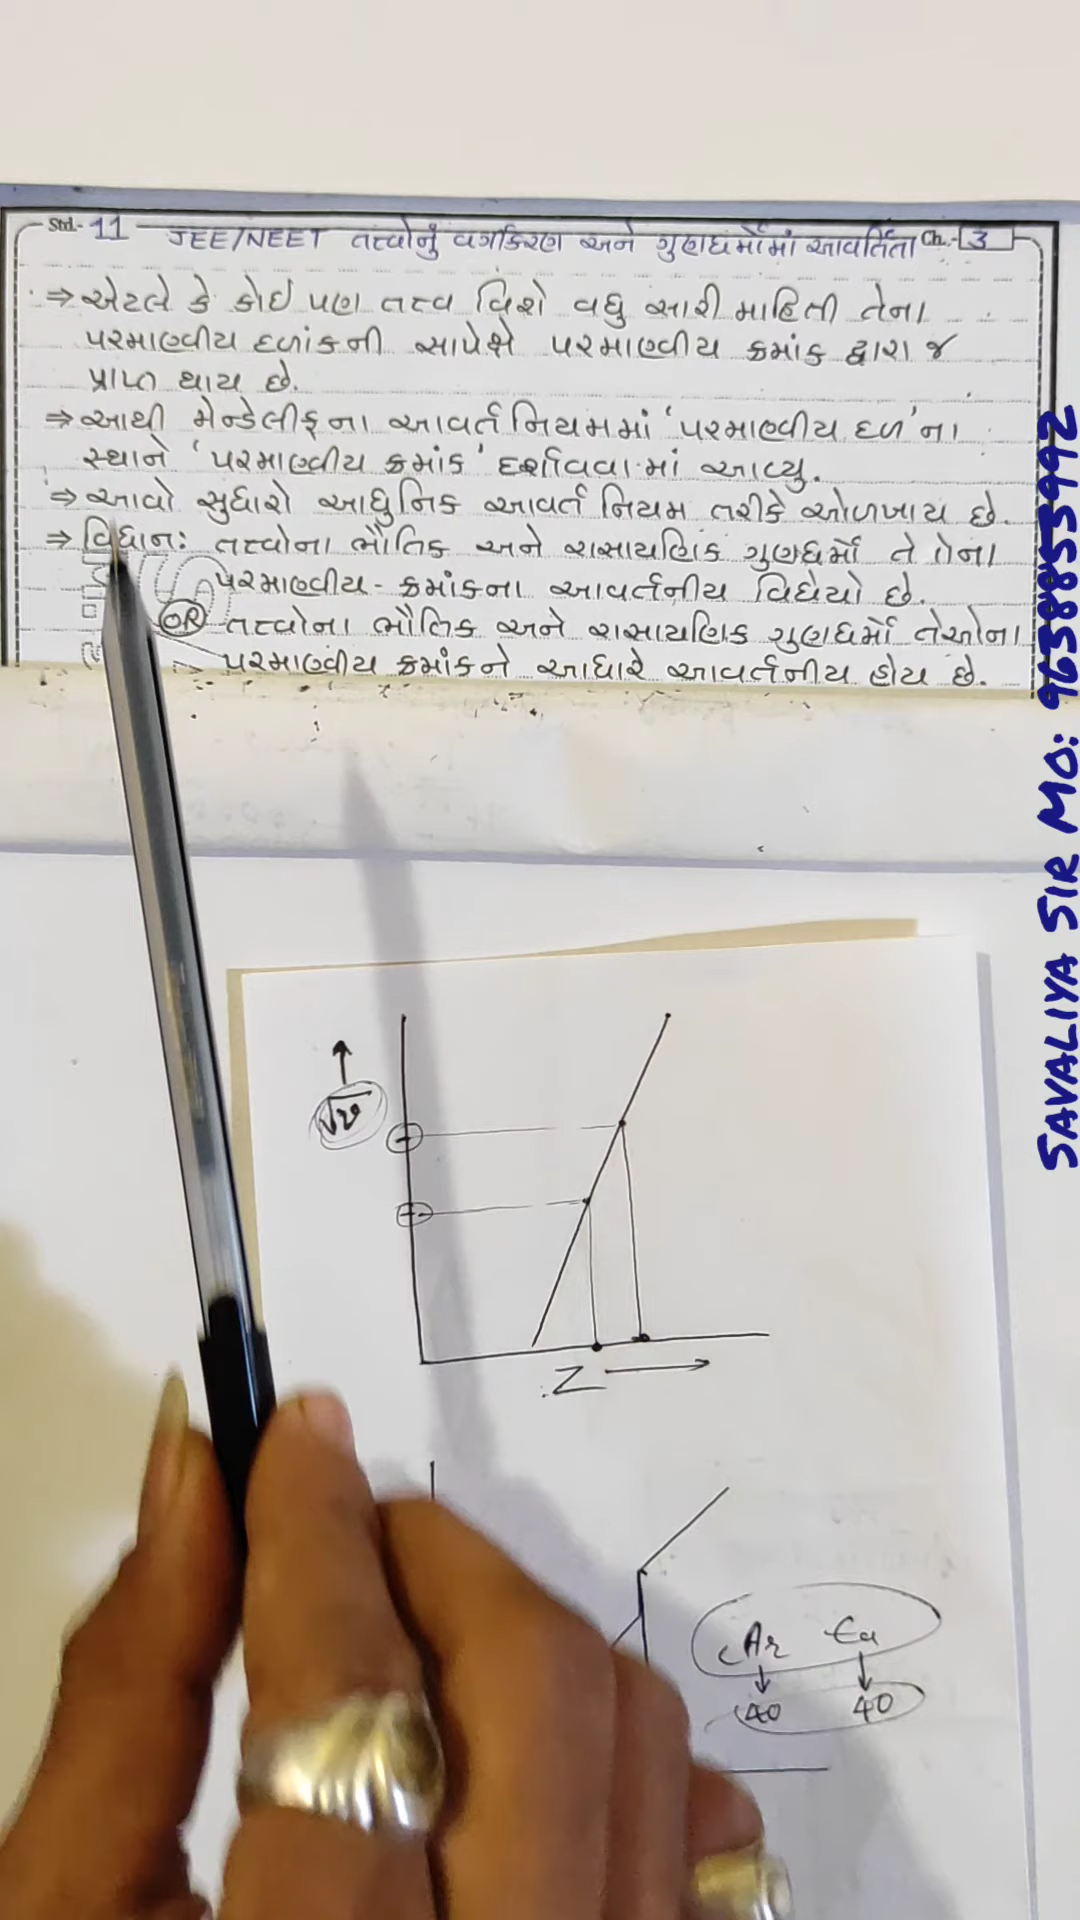 Std.- 11 JEE/NEET તત્ત્વોનું વર્ગીકરણ અને ગુણધર્મોમાં આવર્તિતા Ch.- 3
⇒ એટલે કે કોઈ પણ તત્ત્વ વિશે વધુ સારી માહિતી તેના
પરમાણ્વીય દળાંકની સાપેક્ષે પરમાણ્વીય ક્રમાંક દ્વારા જ
પ્રાપ્ત થાય છે.
⇒ આથી મેન્ડેલીફના આવર્ત નિયમમાં 'પરમાણ્વીય દળ'ના
સ્થાને 'પરમાણ્વીય ક્રમાંક' દર્શાવવામાં આવ્યુ.
⇒ આવો સુધારો આધુનિક આવર્ત નિયમ તરીકે ઓળખાય છે.
⇒ વિધાન: તત્ત્વોના ભૌતિક અને રાસાયણિક ગુણધર્મો તેના
પરમાણ્વીય-ક્રમાંકના આવર્તનીય વિધેયો છે.
OR તત્ત્વોના ભૌતિક અને રાસાયણિક ગુણધર્મો તેઓના
પરમાણ્વીય ક્રમાંકને આધારે આવર્તનીય હોય છે.
SAVALIYA SIR MO: 9638855992
√ν
Z
Ar Ca
40 40